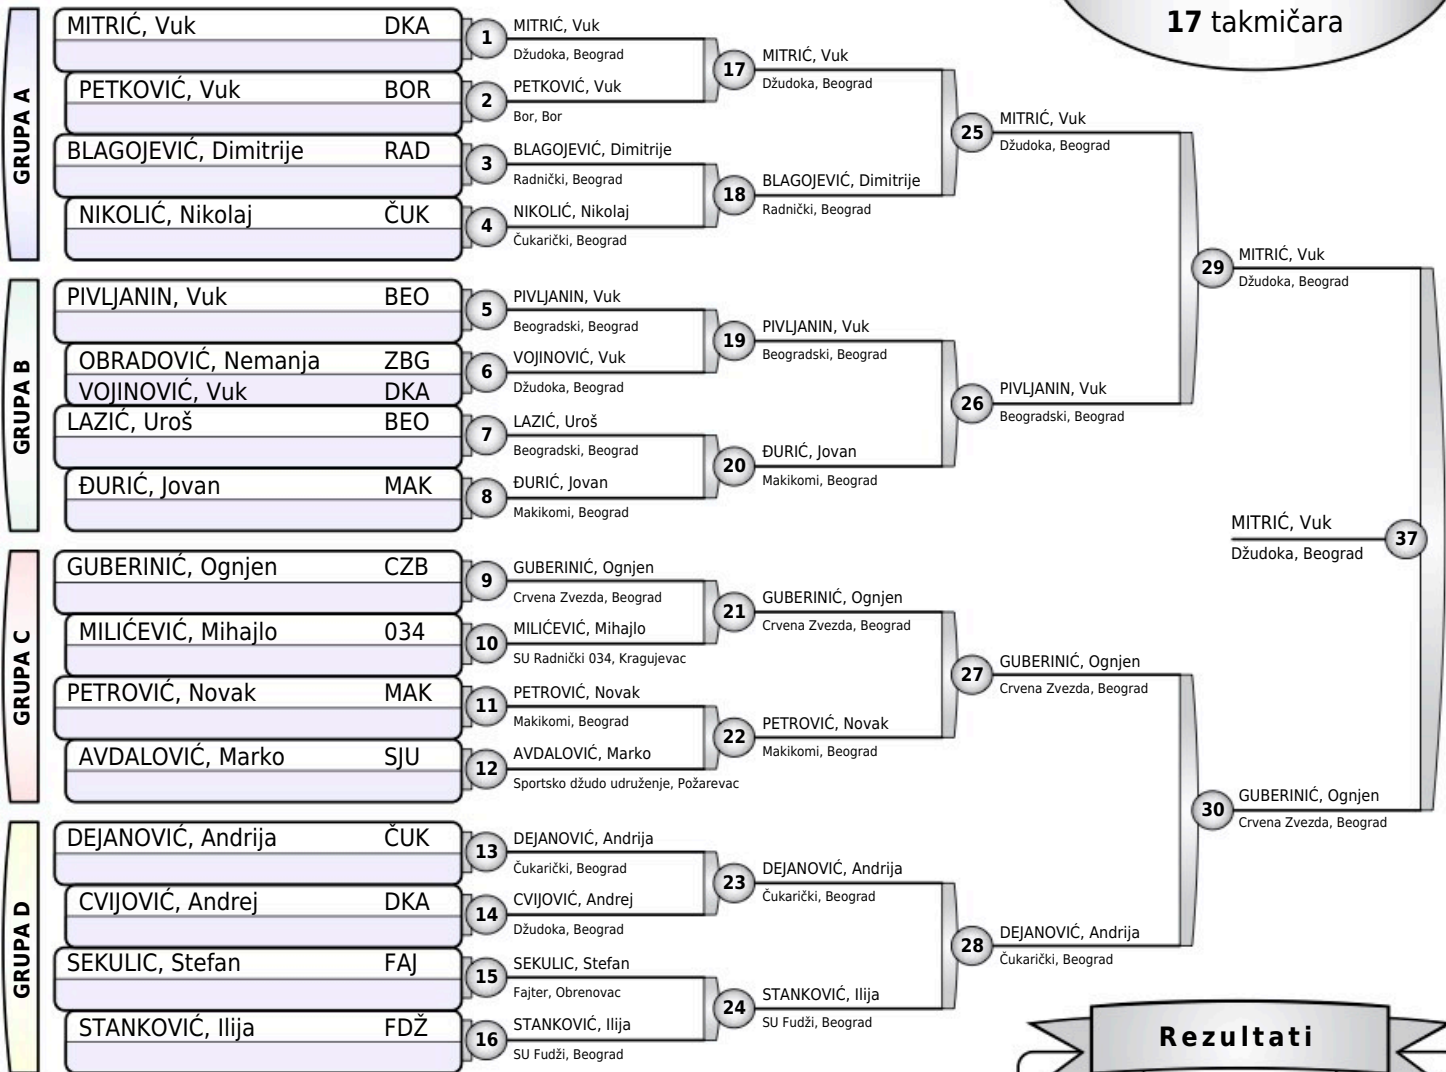 17 takmičara
GRUPA A
MITRIĆ, Vuk DKA
PETKOVIĆ, Vuk BOR
BLAGOJEVIĆ, Dimitrije RAD
NIKOLIĆ, Nikolaj ČUK
GRUPA B
PIVLJANIN, Vuk BEO
OBRADOVIĆ, Nemanja ZBG
VOJINOVIĆ, Vuk DKA
LAZIĆ, Uroš BEO
ĐURIĆ, Jovan MAK
GRUPA C
GUBERINIĆ, Ognjen CZB
MILIĆEVIĆ, Mihajlo 034
PETROVIĆ, Novak MAK
AVDALOVIĆ, Marko SJU
GRUPA D
DEJANOVIĆ, Andrija ČUK
CVIJOVIĆ, Andrej DKA
SEKULIC, Stefan FAJ
STANKOVIĆ, Ilija FDŽ
1 MITRIĆ, Vuk
Džudoka, Beograd
2 PETKOVIĆ, Vuk
Bor, Bor
3 BLAGOJEVIĆ, Dimitrije
Radnički, Beograd
4 NIKOLIĆ, Nikolaj
Čukarički, Beograd
5 PIVLJANIN, Vuk
Beogradski, Beograd
6 VOJINOVIĆ, Vuk
Džudoka, Beograd
7 LAZIĆ, Uroš
Beogradski, Beograd
8 ĐURIĆ, Jovan
Makikomi, Beograd
9 GUBERINIĆ, Ognjen
Crvena Zvezda, Beograd
10 MILIĆEVIĆ, Mihajlo
SU Radnički 034, Kragujevac
11 PETROVIĆ, Novak
Makikomi, Beograd
12 AVDALOVIĆ, Marko
Sportsko džudo udruženje, Požarevac
13 DEJANOVIĆ, Andrija
Čukarički, Beograd
14 CVIJOVIĆ, Andrej
Džudoka, Beograd
15 SEKULIC, Stefan
Fajter, Obrenovac
16 STANKOVIĆ, Ilija
SU Fudži, Beograd
17 MITRIĆ, Vuk
Džudoka, Beograd
18 BLAGOJEVIĆ, Dimitrije
Radnički, Beograd
19 PIVLJANIN, Vuk
Beogradski, Beograd
20 ĐURIĆ, Jovan
Makikomi, Beograd
21 GUBERINIĆ, Ognjen
Crvena Zvezda, Beograd
22 PETROVIĆ, Novak
Makikomi, Beograd
23 DEJANOVIĆ, Andrija
Čukarički, Beograd
24 STANKOVIĆ, Ilija
SU Fudži, Beograd
25 MITRIĆ, Vuk
Džudoka, Beograd
26 PIVLJANIN, Vuk
Beogradski, Beograd
27 GUBERINIĆ, Ognjen
Crvena Zvezda, Beograd
28 DEJANOVIĆ, Andrija
Čukarički, Beograd
29 MITRIĆ, Vuk
Džudoka, Beograd
30 GUBERINIĆ, Ognjen
Crvena Zvezda, Beograd
MITRIĆ, Vuk 37
Džudoka, Beograd
Rezultati